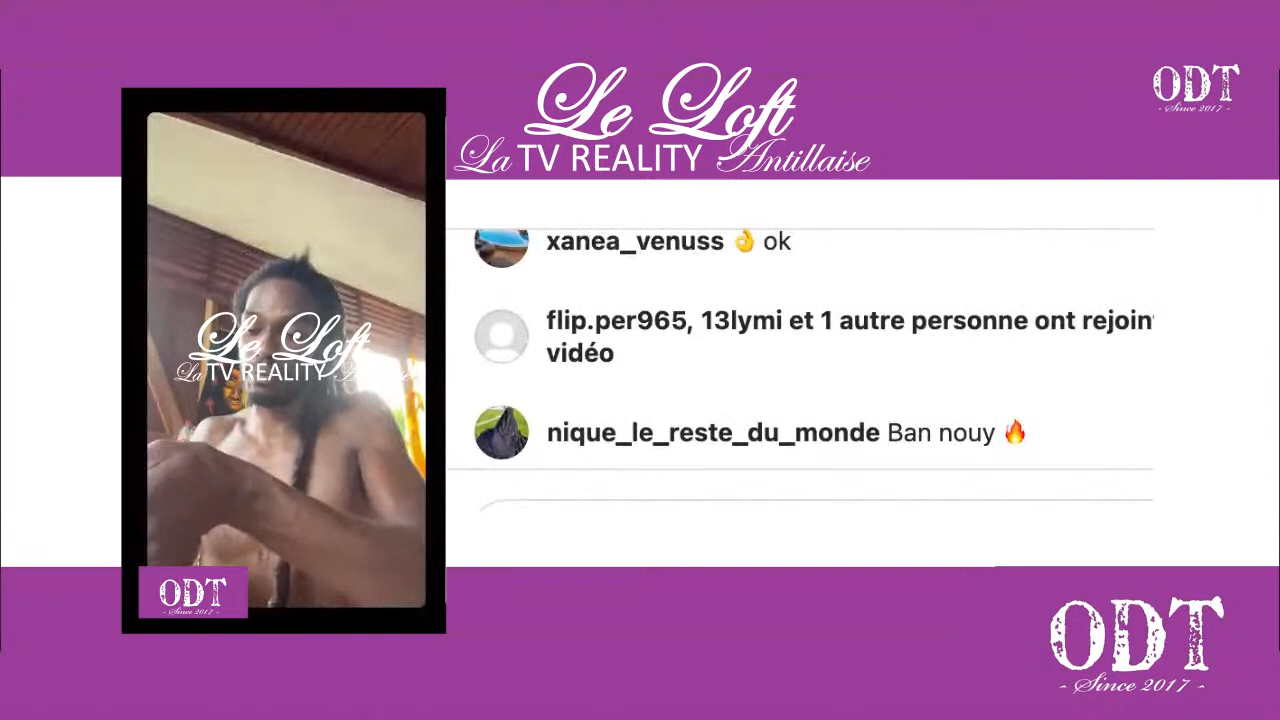 Le Loft
La TV REALITY Antillaise
ODT
- Since 2017 -
xanea_venuss 👌 ok
flip.per965, 13lymi et 1 autre personne ont rejoin
vidéo
nique_le_reste_du_monde Ban nouy 🔥
Le Loft
La TV REALITY Antillaise
ODT
- Since 2017 -
ODT
- Since 2017 -